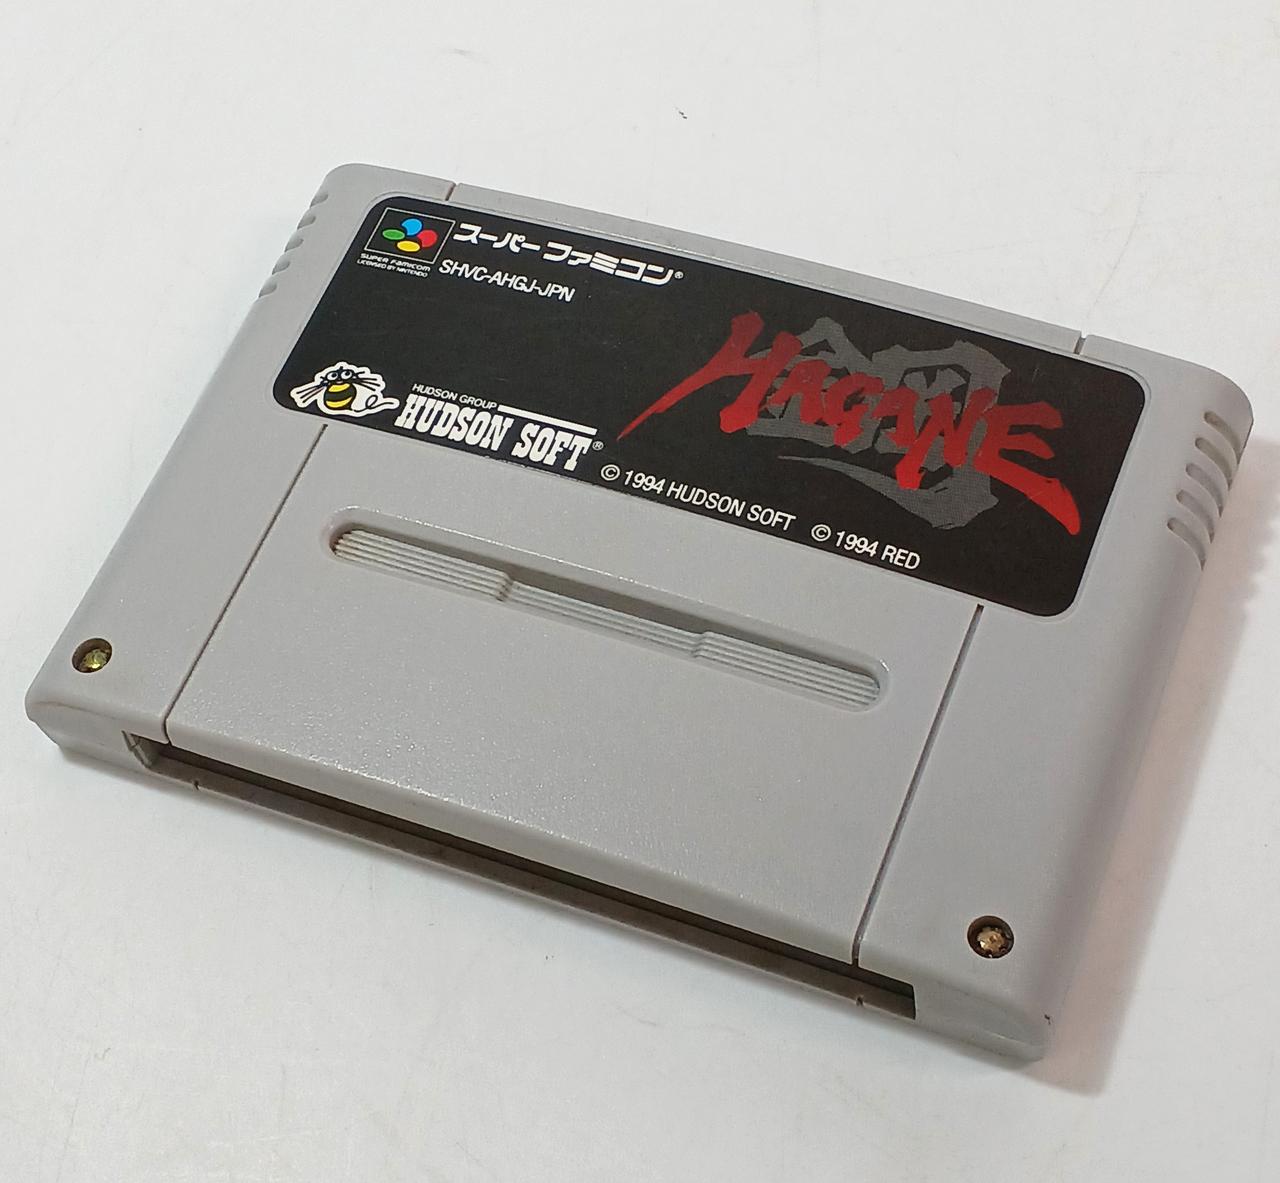 スーパーファミコン®
SUPER FAMICOM
LICENSED BY NINTENDO
SHVC-AHGJ-JPN
鋼
HAGANE
HUDSON GROUP
HUDSON SOFT®
© 1994 HUDSON SOFT © 1994 RED